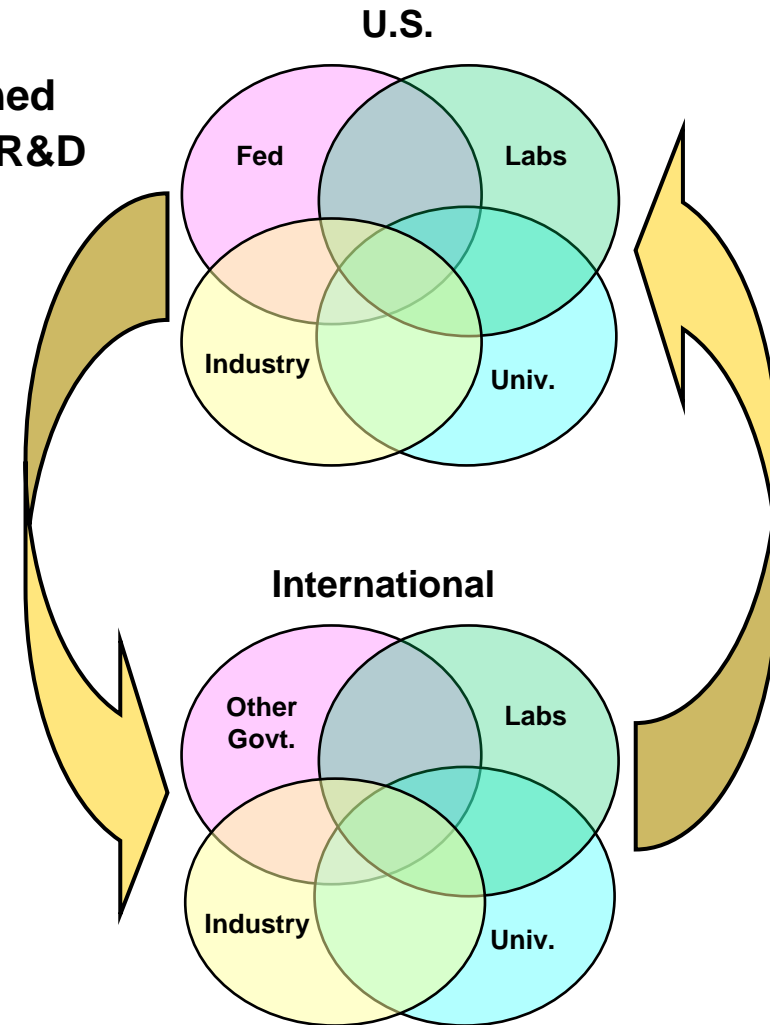 U.S.
R&D
Fed
Labs
Industry
Univ.
International
Other
Govt.
Labs
Industry
Univ.